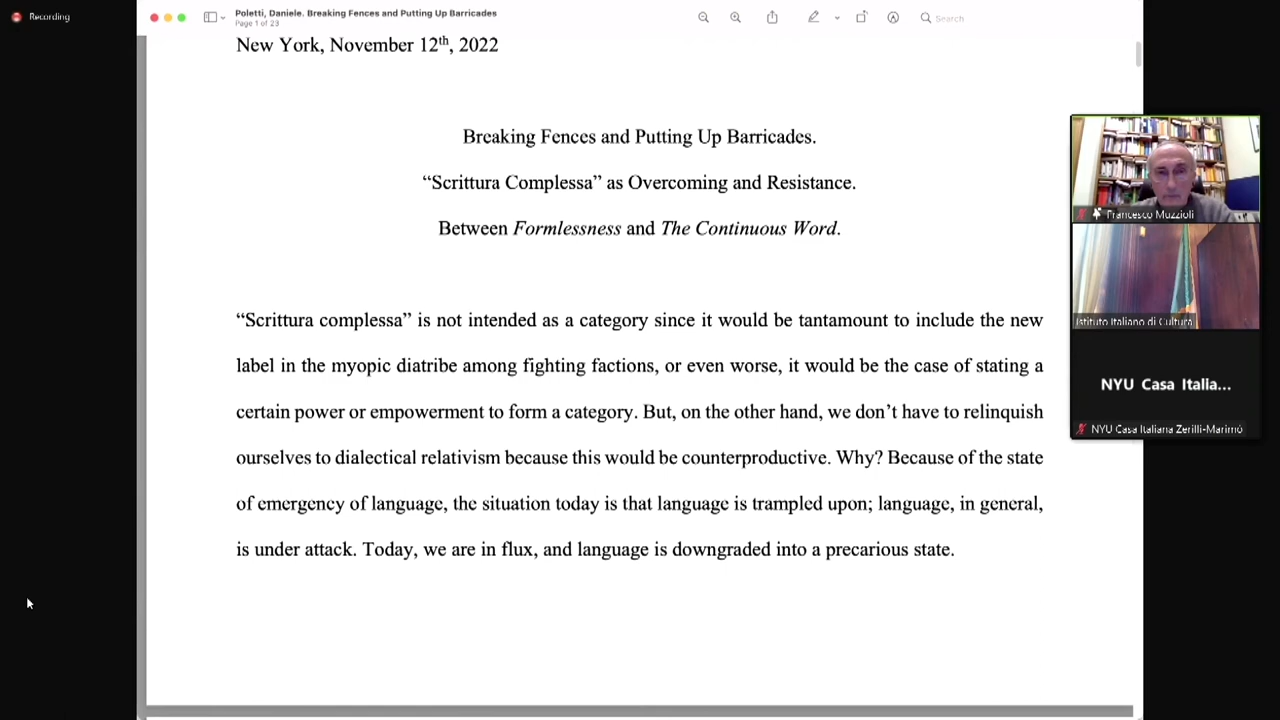 Recording
Poletti, Daniele. Breaking Fences and Putting Up Barricades
Page 1 of 23
Search
New York, November 12th, 2022
Breaking Fences and Putting Up Barricades.
“Scrittura Complessa” as Overcoming and Resistance.
Between Formlessness and The Continuous Word.
“Scrittura complessa” is not intended as a category since it would be tantamount to include the new
label in the myopic diatribe among fighting factions, or even worse, it would be the case of stating a
certain power or empowerment to form a category. But, on the other hand, we don’t have to relinquish
ourselves to dialectical relativism because this would be counterproductive. Why? Because of the state
of emergency of language, the situation today is that language is trampled upon; language, in general,
is under attack. Today, we are in flux, and language is downgraded into a precarious state.
Francesco Muzzioli
Istituto Italiano di Cultura
NYU Casa Italia...
NYU Casa Italiana Zerilli-Marimò